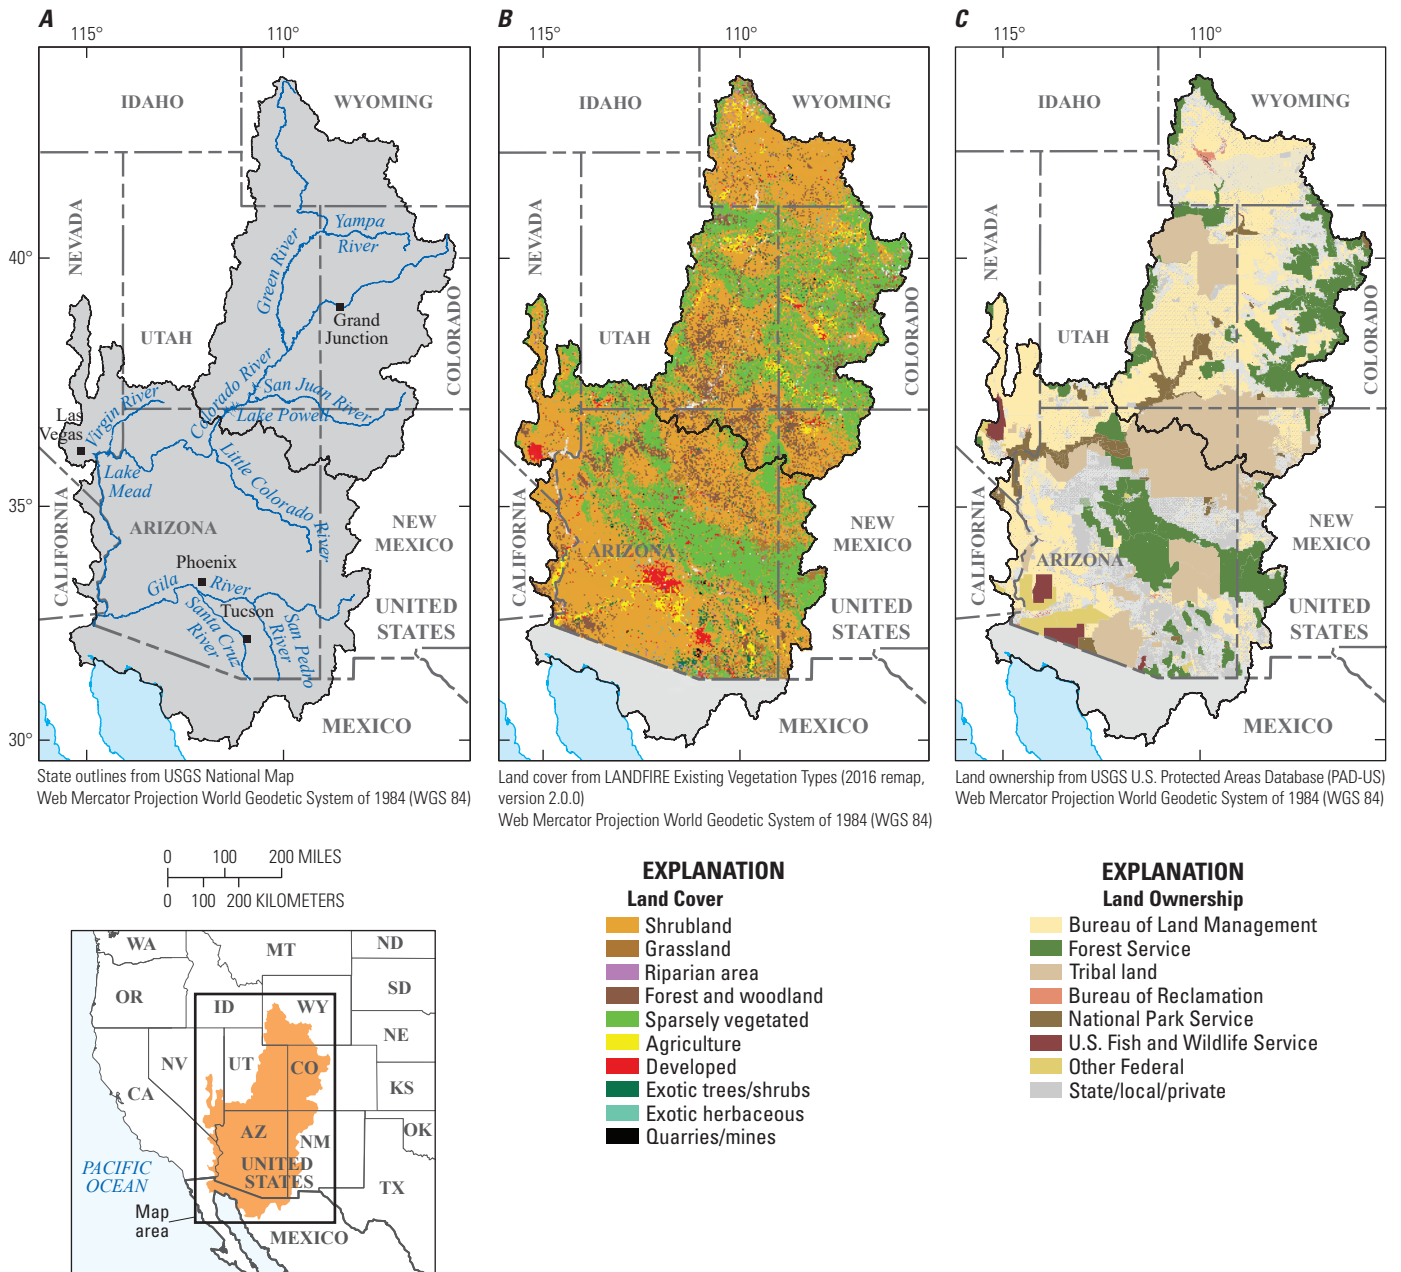 A
115°
110°
IDAHO
WYOMING
NEVADA
Yampa
River
40°
Green River
Grand
Junction
UTAH
COLORADO
Colorado River
San Juan River
Lake Powell
Virgin River
Las
Vegas
Lake
Mead
Little Colorado River
35°
CALIFORNIA
ARIZONA
NEW
MEXICO
Phoenix
Gila River
Tucson
Santa Cruz
River
San Pedro
River
UNITED
STATES
MEXICO
30°
State outlines from USGS National Map
Web Mercator Projection World Geodetic System of 1984 (WGS 84)
B
115°
110°
IDAHO
WYOMING
NEVADA
UTAH
COLORADO
CALIFORNIA
ARIZONA
NEW
MEXICO
UNITED
STATES
MEXICO
Land cover from LANDFIRE Existing Vegetation Types (2016 remap,
version 2.0.0)
Web Mercator Projection World Geodetic System of 1984 (WGS 84)
C
115°
110°
IDAHO
WYOMING
NEVADA
UTAH
COLORADO
CALIFORNIA
ARIZONA
NEW
MEXICO
UNITED
STATES
MEXICO
Land ownership from USGS U.S. Protected Areas Database (PAD-US)
Web Mercator Projection World Geodetic System of 1984 (WGS 84)
0 100 200 MILES
0 100 200 KILOMETERS
WA
MT
ND
OR
ID
WY
SD
NE
NV
UT
CO
CA
KS
AZ
NM
OK
UNITED
STATES
TX
PACIFIC
OCEAN
Map
area
MEXICO
EXPLANATION
Land Cover
Shrubland
Grassland
Riparian area
Forest and woodland
Sparsely vegetated
Agriculture
Developed
Exotic trees/shrubs
Exotic herbaceous
Quarries/mines
EXPLANATION
Land Ownership
Bureau of Land Management
Forest Service
Tribal land
Bureau of Reclamation
National Park Service
U.S. Fish and Wildlife Service
Other Federal
State/local/private